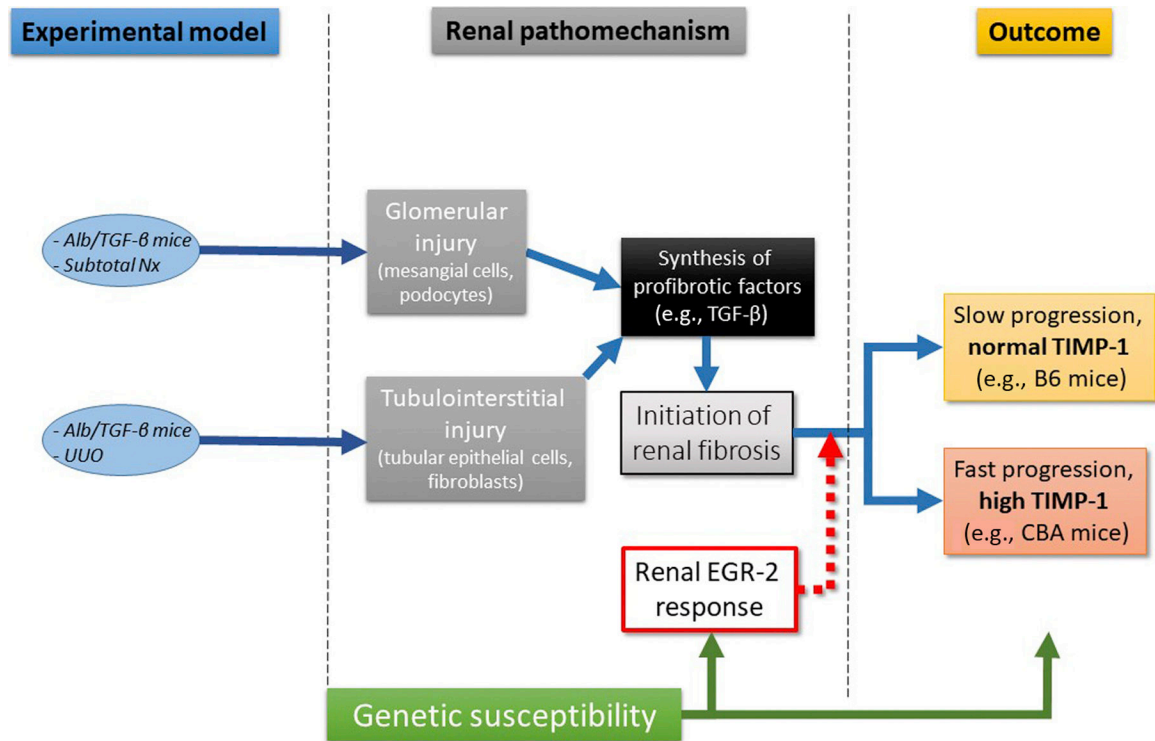 Experimental model
Renal pathomechanism
Outcome
- Alb/TGF-β mice
- Subtotal Nx
Glomerular
injury
(mesangial cells,
podocytes)
Synthesis of
profibrotic factors
(e.g., TGF-β)
- Alb/TGF-β mice
- UUO
Tubulointerstitial
injury
(tubular epithelial cells,
fibroblasts)
Initiation of
renal fibrosis
Slow progression,
normal TIMP-1
(e.g., B6 mice)
Fast progression,
high TIMP-1
(e.g., CBA mice)
Renal EGR-2
response
Genetic susceptibility